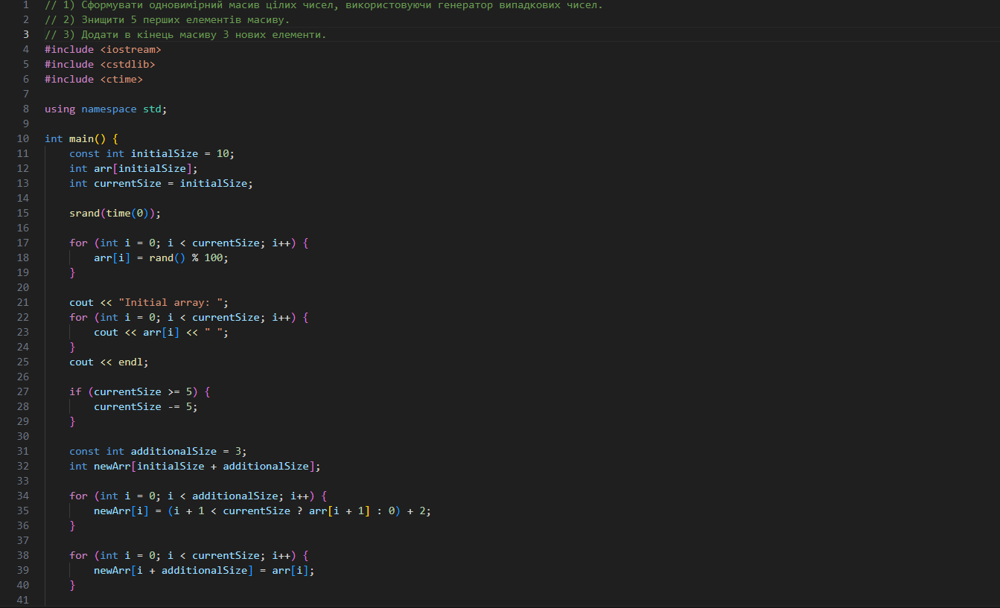 1 // 1) Сформувати одновимірний масив цілих чисел, використовуючи генератор випадкових чисел.
2 // 2) Знищити 5 перших елементів масиву.
3 // 3) Додати в кінець масиву 3 нових елементи.
4 #include <iostream>
5 #include <cstdlib>
6 #include <ctime>
7
8 using namespace std;
9
10 int main() {
11     const int initialSize = 10;
12     int arr[initialSize];
13     int currentSize = initialSize;
14
15     srand(time(0));
16
17     for (int i = 0; i < currentSize; i++) {
18         arr[i] = rand() % 100;
19     }
20
21     cout << "Initial array: ";
22     for (int i = 0; i < currentSize; i++) {
23         cout << arr[i] << " ";
24     }
25     cout << endl;
26
27     if (currentSize >= 5) {
28         currentSize -= 5;
29     }
30
31     const int additionalSize = 3;
32     int newArr[initialSize + additionalSize];
33
34     for (int i = 0; i < additionalSize; i++) {
35         newArr[i] = (i + 1 < currentSize ? arr[i + 1] : 0) + 2;
36     }
37
38     for (int i = 0; i < currentSize; i++) {
39         newArr[i + additionalSize] = arr[i];
40     }
41